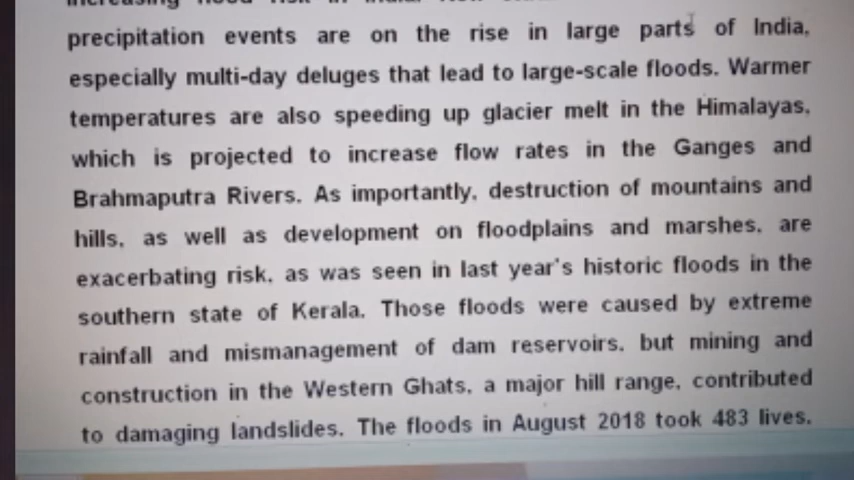 precipitation events are on the rise in large parts of India,
especially multi-day deluges that lead to large-scale floods. Warmer
temperatures are also speeding up glacier melt in the Himalayas,
which is projected to increase flow rates in the Ganges and
Brahmaputra Rivers. As importantly, destruction of mountains and
hills, as well as development on floodplains and marshes, are
exacerbating risk, as was seen in last year's historic floods in the
southern state of Kerala. Those floods were caused by extreme
rainfall and mismanagement of dam reservoirs, but mining and
construction in the Western Ghats, a major hill range, contributed
to damaging landslides. The floods in August 2018 took 483 lives.